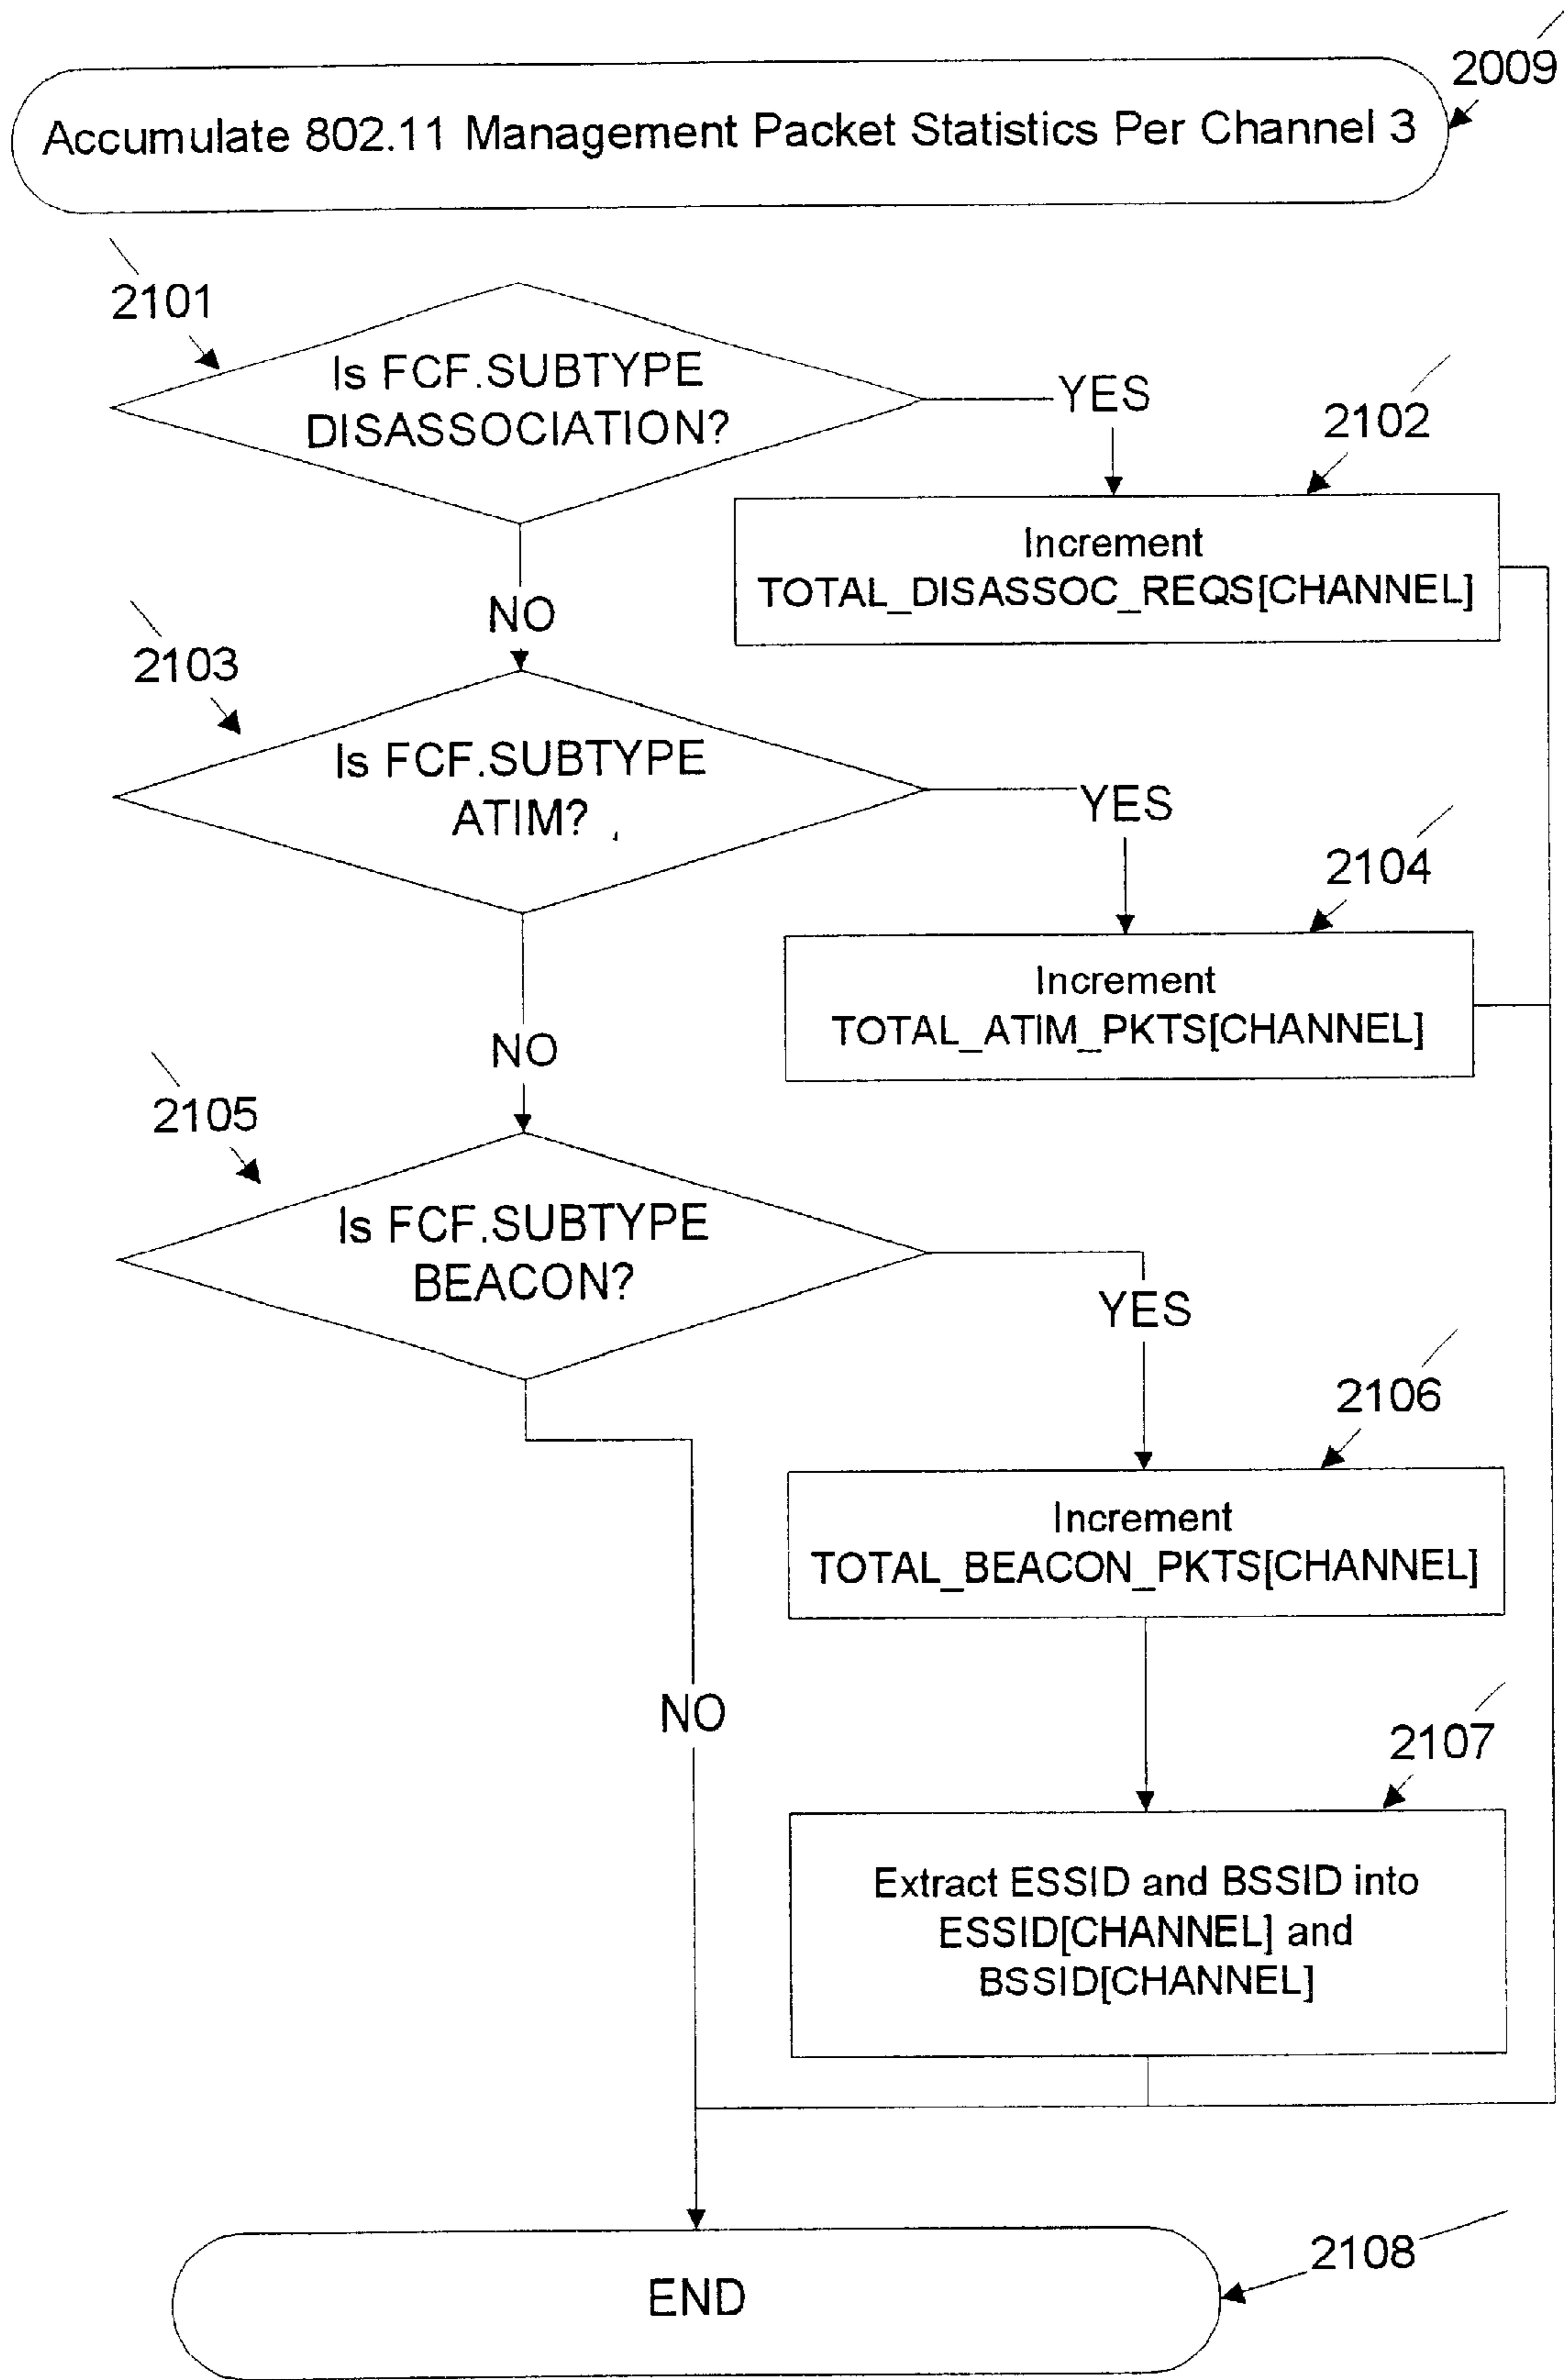 2009
Accumulate 802.11 Management Packet Statistics Per Channel 3
2101
Is FCF.SUBTYPE
DISASSOCIATION?
YES
2102
Increment
TOTAL_DISASSOC_REQS[CHANNEL]
NO
2103
Is FCF.SUBTYPE
ATIM?
YES
2104
Increment
TOTAL_ATIM_PKTS[CHANNEL]
NO
2105
Is FCF.SUBTYPE
BEACON?
YES
2106
Increment
TOTAL_BEACON_PKTS[CHANNEL]
NO
2107
Extract ESSID and BSSID into
ESSID[CHANNEL] and
BSSID[CHANNEL]
2108
END